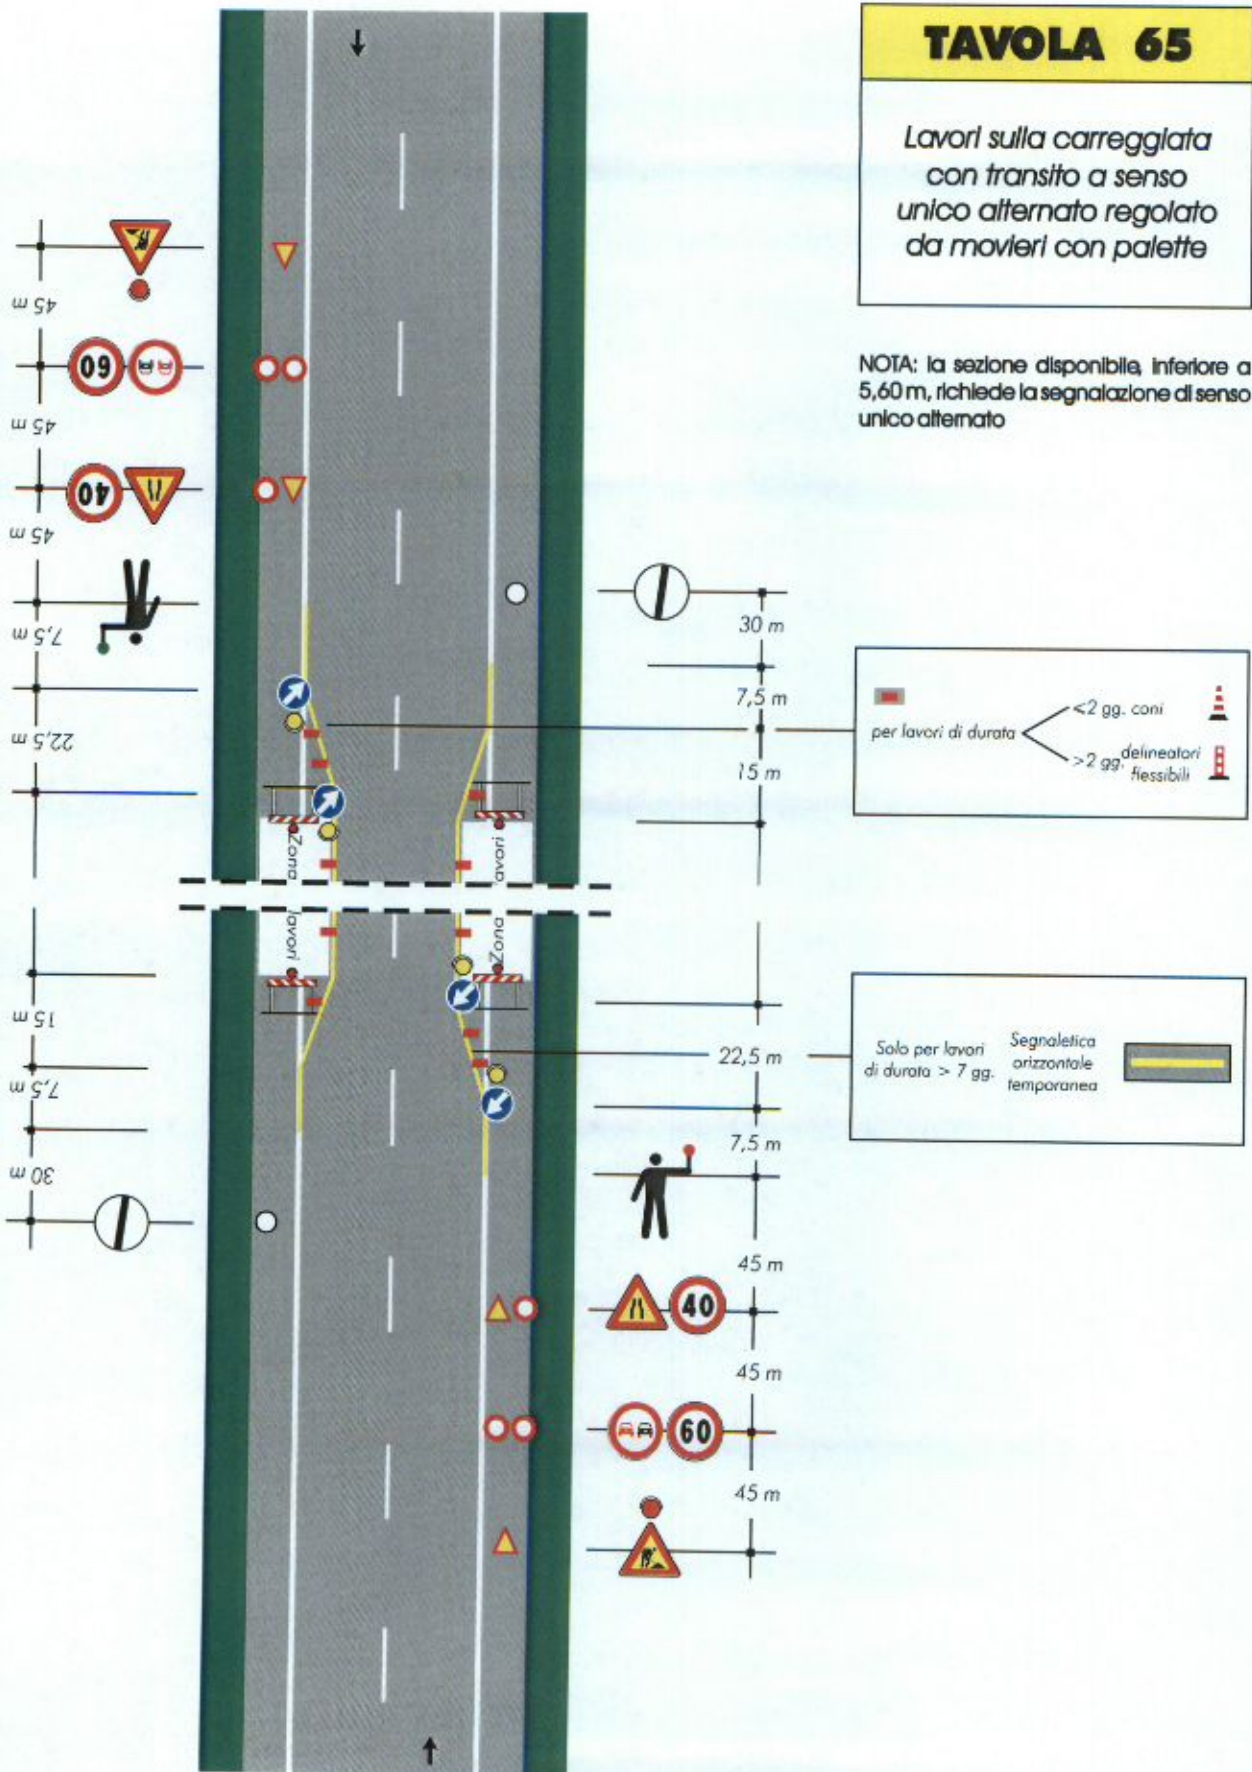 TAVOLA 65
Lavori sulla carreggiata
con transito a senso
unico alternato regolato
da movieri con palette
NOTA: la sezione disponibile, inferiore a
5,60 m, richiede la segnalazione di senso
unico alternato
45 m
60
45 m
40
45 m
7,5 m
22,5 m
30 m
7,5 m
15 m
per lavori di durata
<2 gg. coni
>2 gg. delineatori
flessibili
Zona
avori
lavori
Zona
15 m
7,5 m
30 m
22,5 m
7,5 m
Solo per lavori
di durata > 7 gg.
Segnaletica
orizzontale
temporanea
45 m
40
45 m
60
45 m